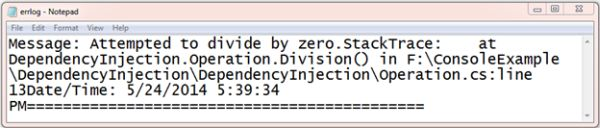 errlog - Notepad
File Edit Format View Help
Message: Attempted to divide by zero.StackTrace:    at
DependencyInjection.Operation.Division() in F:\ConsoleExample
\DependencyInjection\DependencyInjection\Operation.cs:line
13Date/Time: 5/24/2014 5:39:34
PM============================================